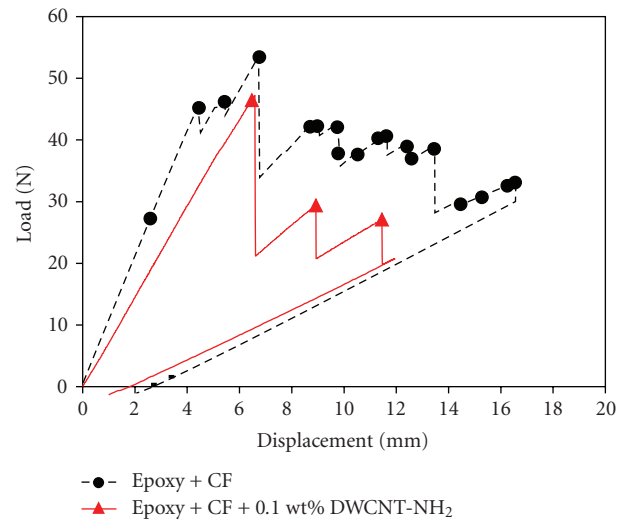 60
50
40
30
20
10
0
Load (N)
0 2 4 6 8 10 12 14 16 18 20
Displacement (mm)
Epoxy + CF
Epoxy + CF + 0.1 wt% DWCNT-NH₂